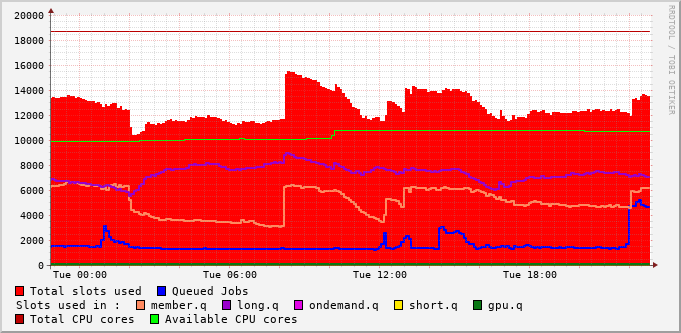 20000
18000
16000
14000
12000
10000
8000
6000
4000
2000
0
Tue 00:00 Tue 06:00 Tue 12:00 Tue 18:00
RRDTOOL / TOBI OETIKER
Total slots used Queued Jobs
Slots used in : member.q long.q ondemand.q short.q gpu.q
Total CPU cores Available CPU cores